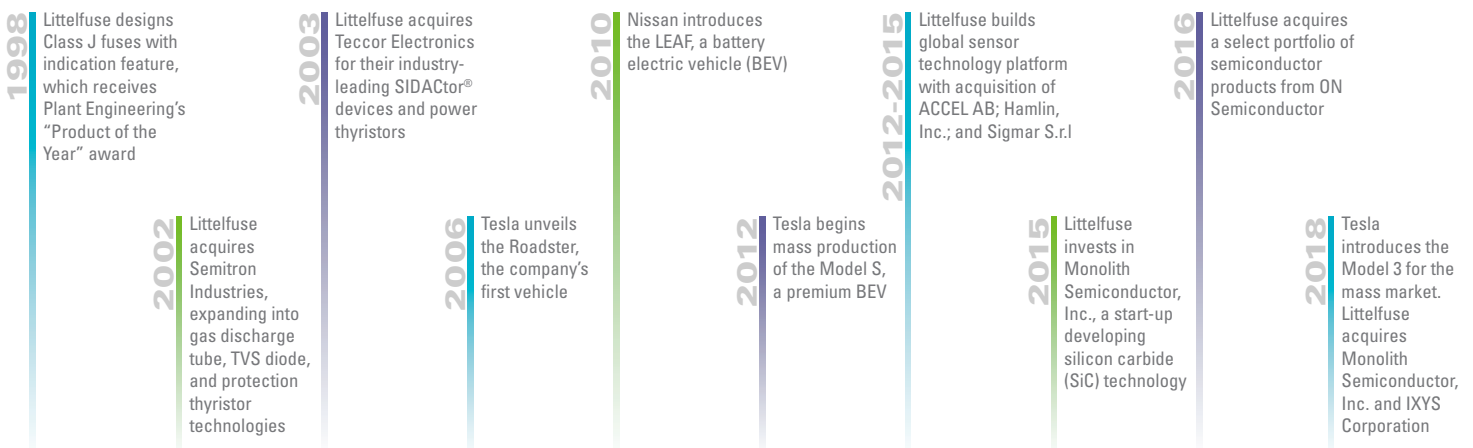 1998
Littelfuse designs
Class J fuses with
indication feature,
which receives
Plant Engineering's
“Product of the
Year” award
2002
Littelfuse
acquires
Semitron
Industries,
expanding into
gas discharge
tube, TVS diode,
and protection
thyristor
technologies
2003
Littelfuse acquires
Teccor Electronics
for their industry-
leading SIDACtor®
devices and power
thyristors
2006
Tesla unveils
the Roadster,
the company's
first vehicle
2010
Nissan introduces
the LEAF, a battery
electric vehicle (BEV)
2012
Tesla begins
mass production
of the Model S,
a premium BEV
2012-2015
Littelfuse builds
global sensor
technology platform
with acquisition of
ACCEL AB; Hamlin,
Inc.; and Sigmar S.r.l
2015
Littelfuse
invests in
Monolith
Semiconductor,
Inc., a start-up
developing
silicon carbide
(SiC) technology
2016
Littelfuse acquires
a select portfolio of
semiconductor
products from ON
Semiconductor
2018
Tesla
introduces the
Model 3 for the
mass market.
Littelfuse
acquires
Monolith
Semiconductor,
Inc. and IXYS
Corporation